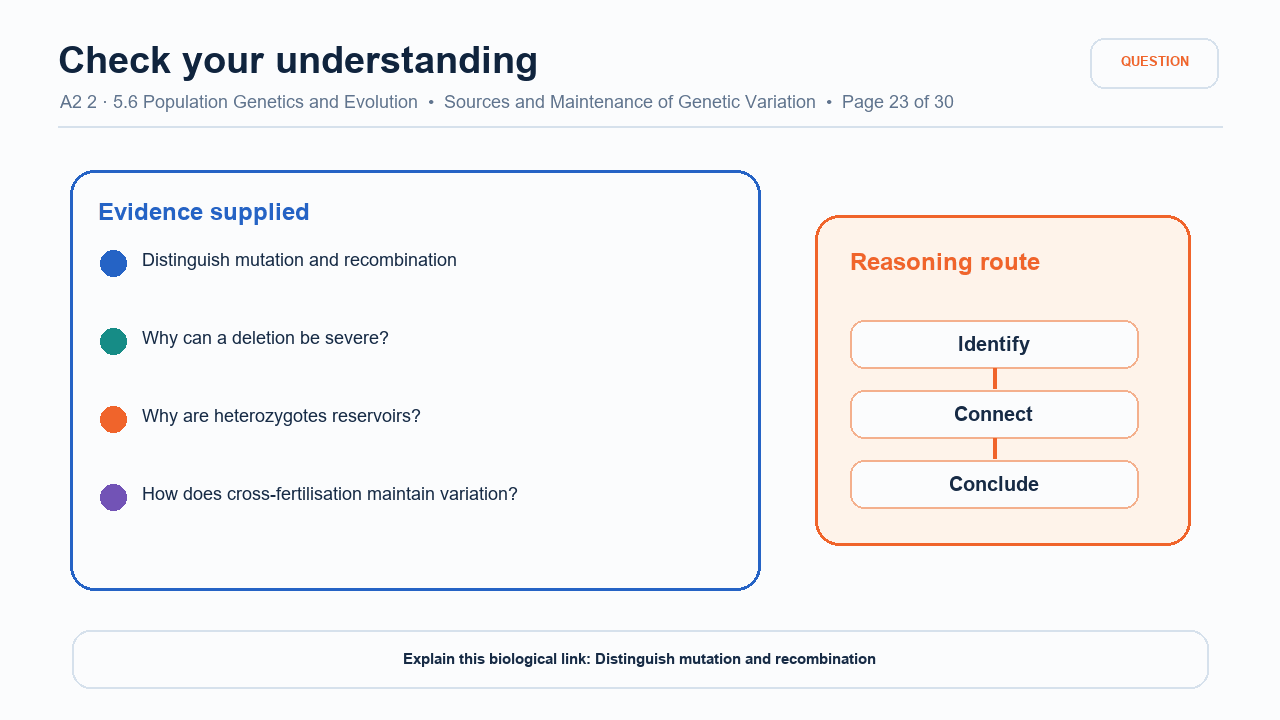 Check your understanding
QUESTION
A2 2 · 5.6 Population Genetics and Evolution • Sources and Maintenance of Genetic Variation • Page 23 of 30
Evidence supplied
Distinguish mutation and recombination
Why can a deletion be severe?
Why are heterozygotes reservoirs?
How does cross-fertilisation maintain variation?
Reasoning route
Identify
Connect
Conclude
Explain this biological link: Distinguish mutation and recombination